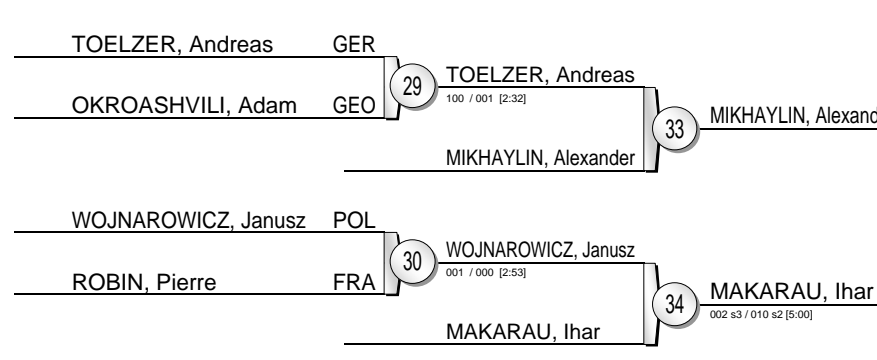 TOELZER, Andreas GER
OKROASHVILI, Adam GEO
29
TOELZER, Andreas
100 / 001 [2:32]
MIKHAYLIN, Alexander
33
MIKHAYLIN, Alexand
WOJNAROWICZ, Janusz POL
ROBIN, Pierre FRA
30
WOJNAROWICZ, Janusz
001 / 000 [2:53]
MAKARAU, Ihar
34
MAKARAU, Ihar
002 s3 / 010 s2 [5:00]